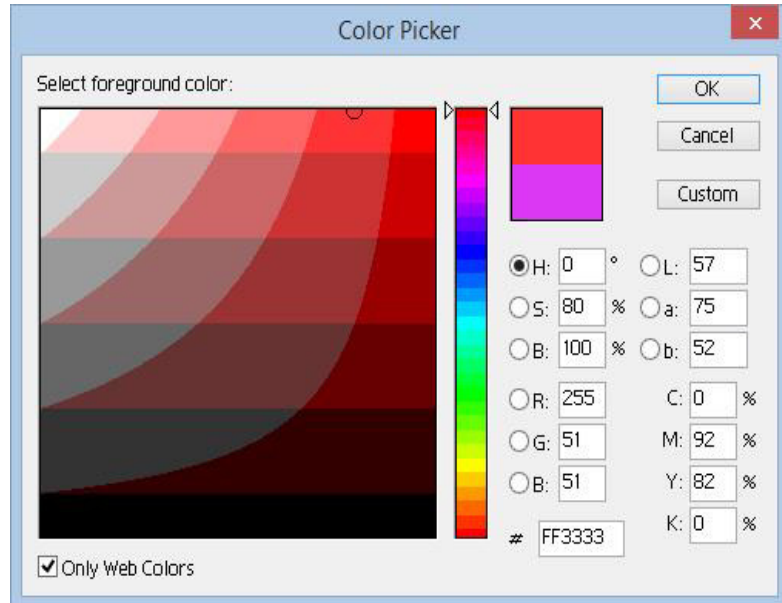 Color Picker
Select foreground color:
OK
Cancel
Custom
H: 0 °
L: 57
S: 80 %
a: 75
B: 100 %
b: 52
R: 255
C: 0 %
G: 51
M: 92 %
B: 51
Y: 82 %
# FF3333
K: 0 %
Only Web Colors